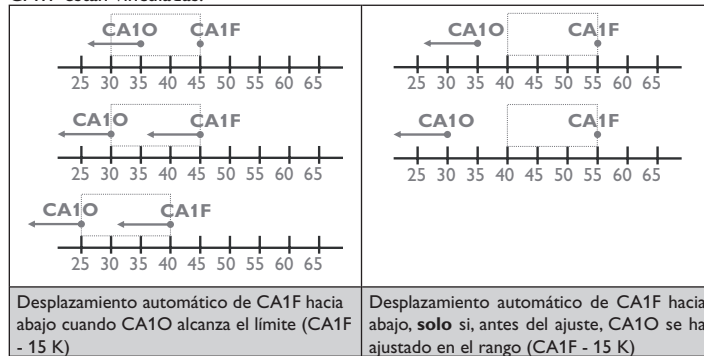 CA1O CA1F
25 30 35 40 45 50 55 60 65
CA1O CA1F
25 30 35 40 45 50 55 60 65
CA1O CA1F
25 30 35 40 45 50 55 60 65
CA1O CA1F
25 30 35 40 45 50 55 60 65
CA1O CA1F
25 30 35 40 45 50 55 60 65
Desplazamiento automático de CA1F hacia
abajo cuando CA1O alcanza el límite (CA1F
- 15 K)
Desplazamiento automático de CA1F hacia
abajo, solo si, antes del ajuste, CA1O se ha
ajustado en el rango (CA1F - 15 K)